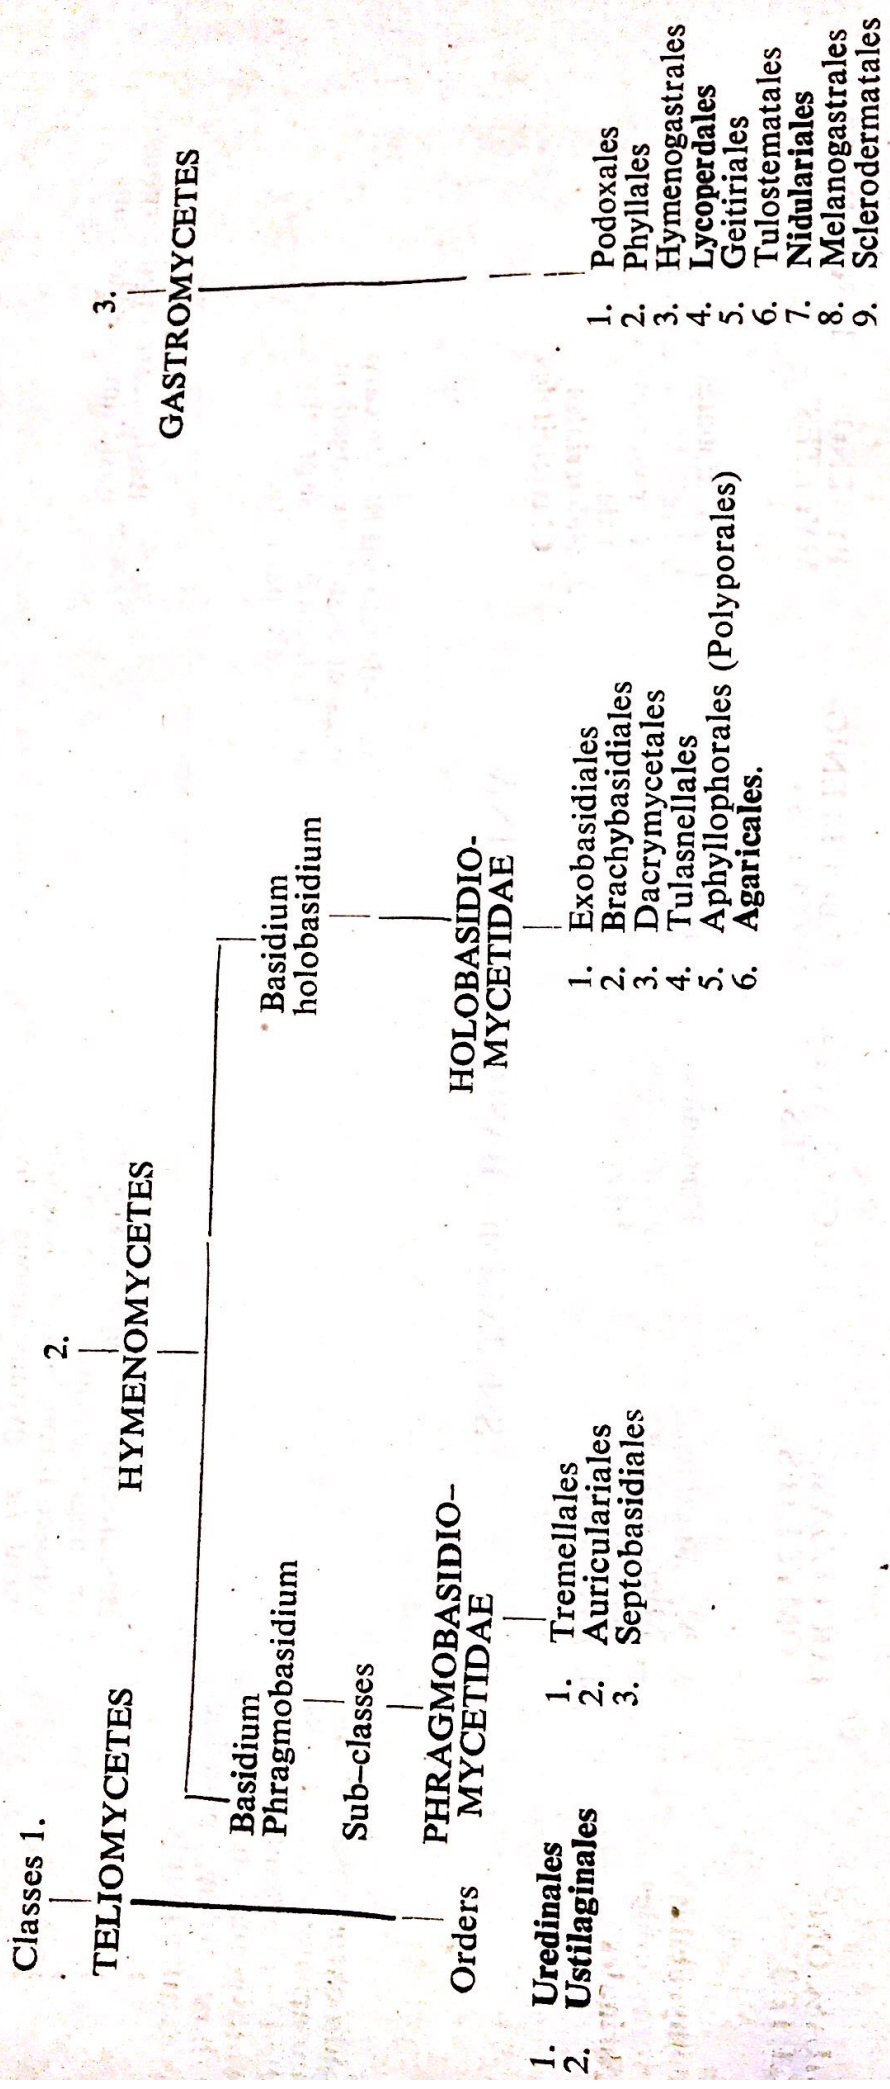 Classes 1.
TELIOMYCETES
Orders
1. Uredinales
2. Ustilaginales
2.
HYMENOMYCETES
Basidium
Phragmobasidium
Sub-classes
PHRAGMOBASIDIO-
MYCETIDAE
1. Tremellales
2. Auriculariales
3. Septobasidiales
Basidium
holobasidium
HOLOBASIDIO-
MYCETIDAE
1. Exobasidiales
2. Brachybasidiales
3. Dacrymycetales
4. Tulasnellales
5. Aphyllophorales (Polyporales)
6. Agaricales.
3.
GASTROMYCETES
1. Podoxales
2. Phyllales
3. Hymenogastrales
4. Lycoperdales
5. Geitiriales
6. Tulostematales
7. Nidulariales
8. Melanogastrales
9. Sclerodermatales